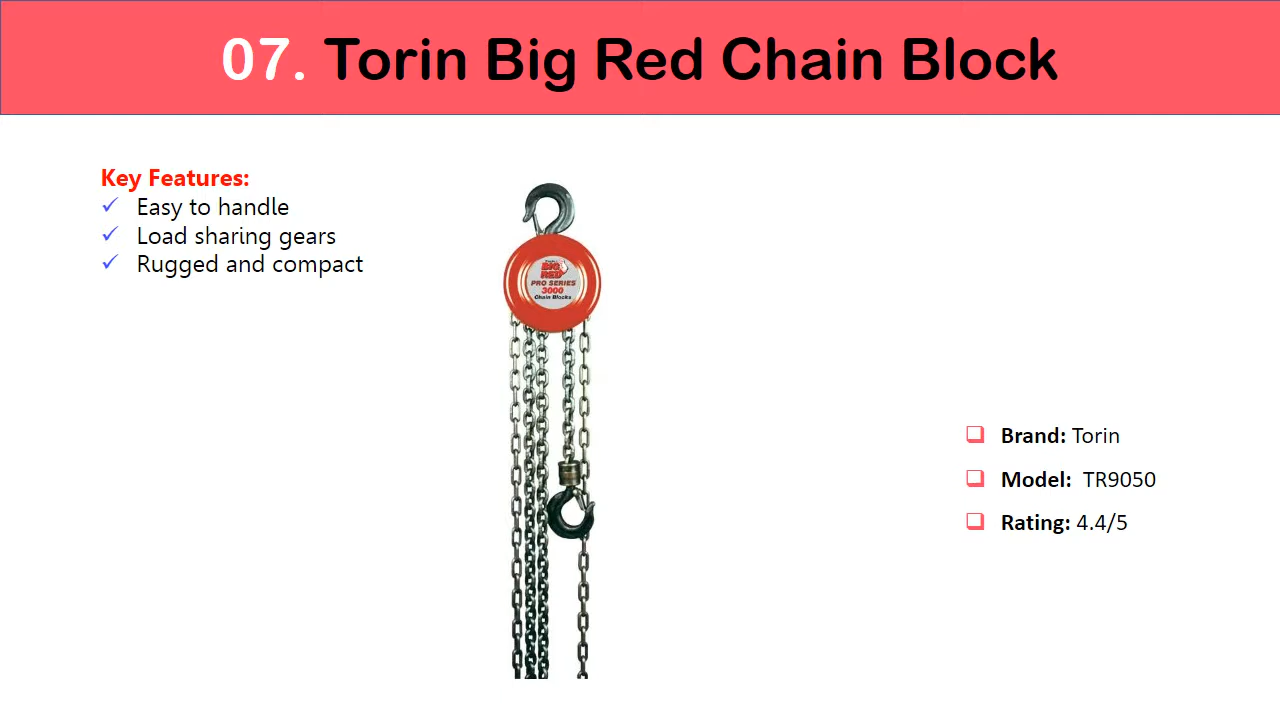 07. Torin Big Red Chain Block
Key Features:
Easy to handle
Load sharing gears
Rugged and compact
BIG
RED
PRO SERIES
3000
Chain Blocks
Brand: Torin
Model: TR9050
Rating: 4.4/5